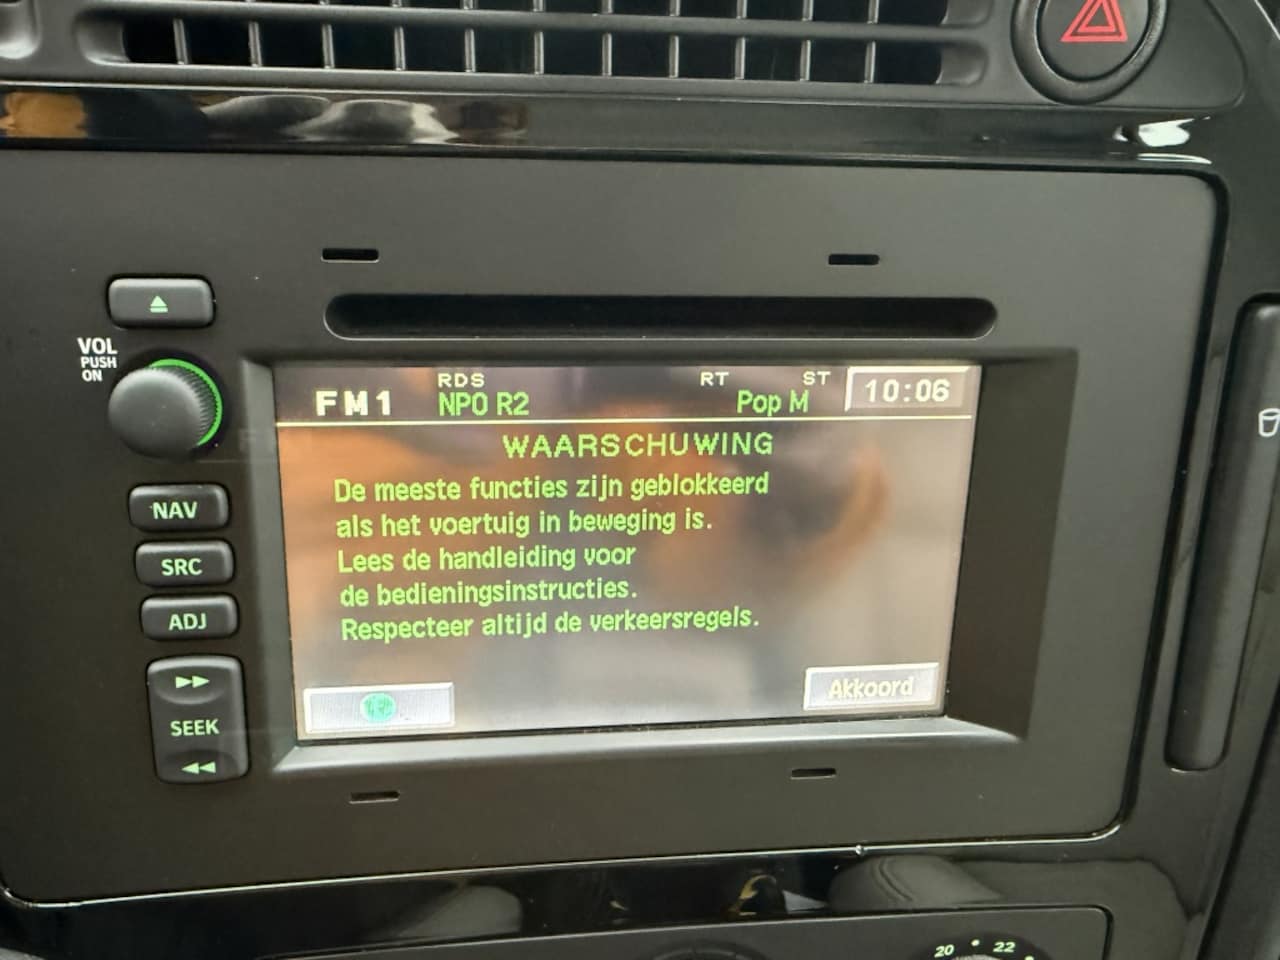 VOL
PUSH
ON
NAV
SRC
ADJ
SEEK
RDS RT ST
FM1 NPO R2 Pop M 10:06
WAARSCHUWING
De meeste functies zijn geblokkeerd
als het voertuig in beweging is.
Lees de handleiding voor
de bedieningsinstructies.
Respecteer altijd de verkeersregels.
Akkoord
20 22